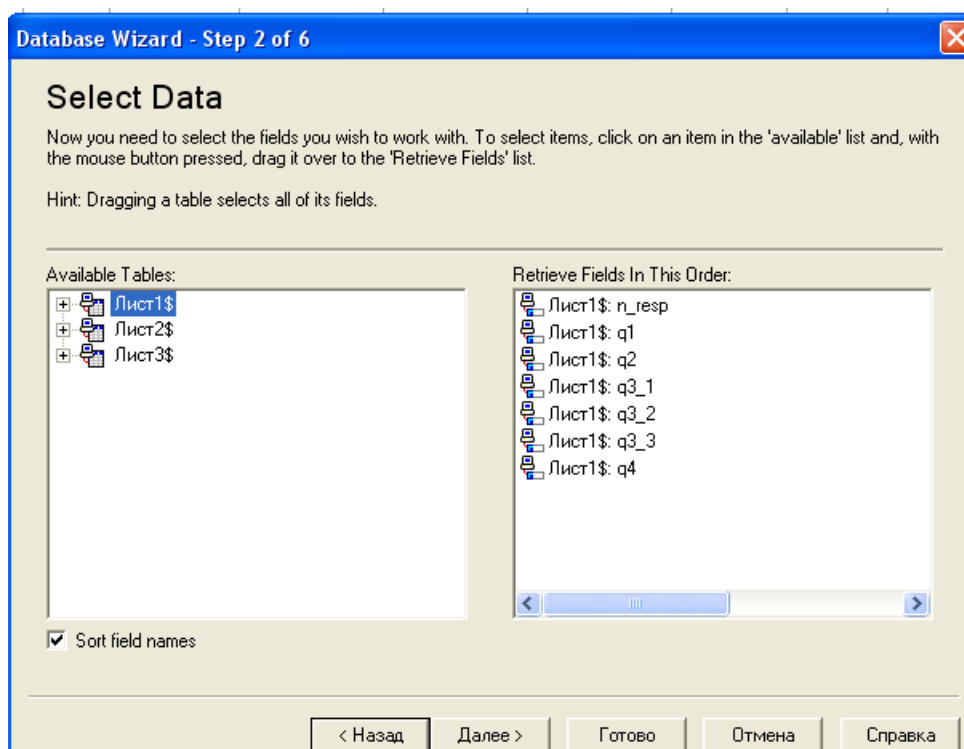 Database Wizard - Step 2 of 6
Select Data
Now you need to select the fields you wish to work with. To select items, click on an item in the 'available' list and, with
the mouse button pressed, drag it over to the 'Retrieve Fields' list.
Hint: Dragging a table selects all of its fields.
Available Tables:
Лист1$
Лист2$
Лист3$
Retrieve Fields In This Order:
Лист1$: n_resp
Лист1$: q1
Лист1$: q2
Лист1$: q3_1
Лист1$: q3_2
Лист1$: q3_3
Лист1$: q4
Sort field names
< Назад
Далее >
Готово
Отмена
Справка